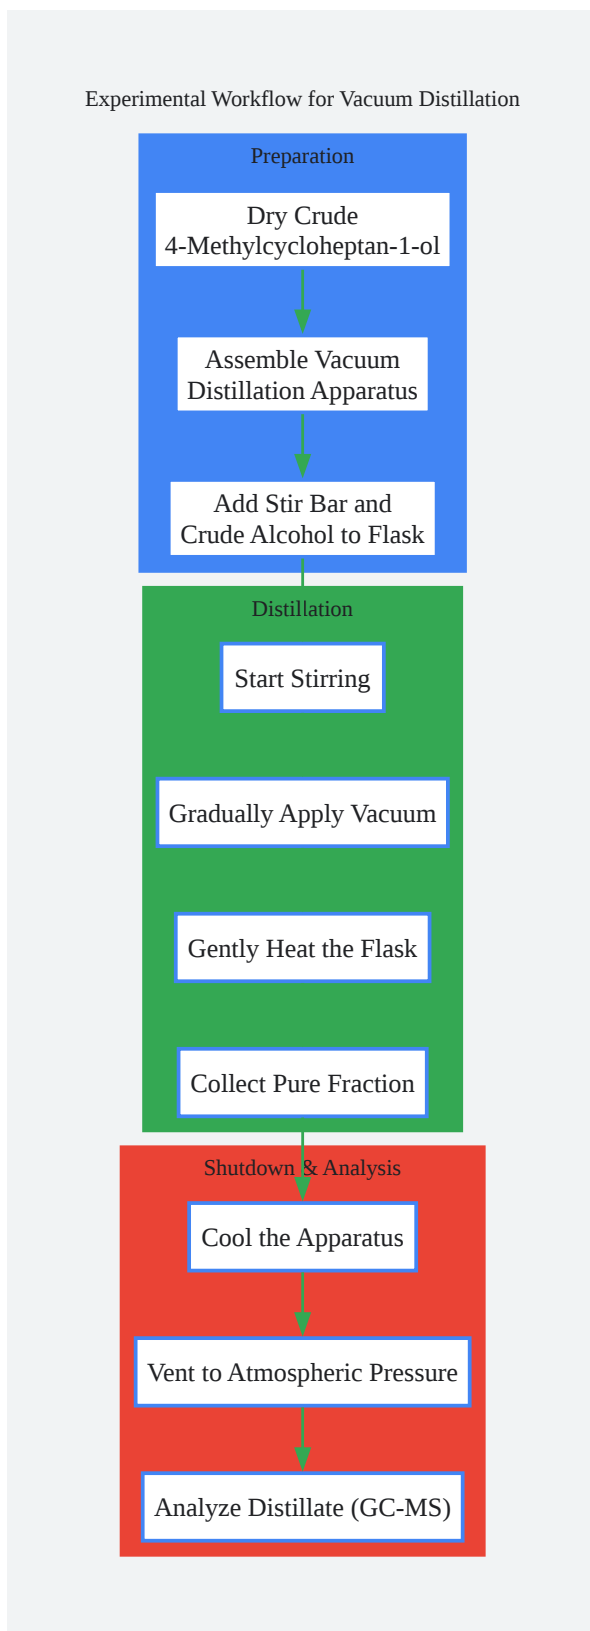 Experimental Workflow for Vacuum Distillation
Preparation
Dry Crude
4-Methylcycloheptan-1-ol
Assemble Vacuum
Distillation Apparatus
Add Stir Bar and
Crude Alcohol to Flask
Distillation
Start Stirring
Gradually Apply Vacuum
Gently Heat the Flask
Collect Pure Fraction
Shutdown & Analysis
Cool the Apparatus
Vent to Atmospheric Pressure
Analyze Distillate (GC-MS)